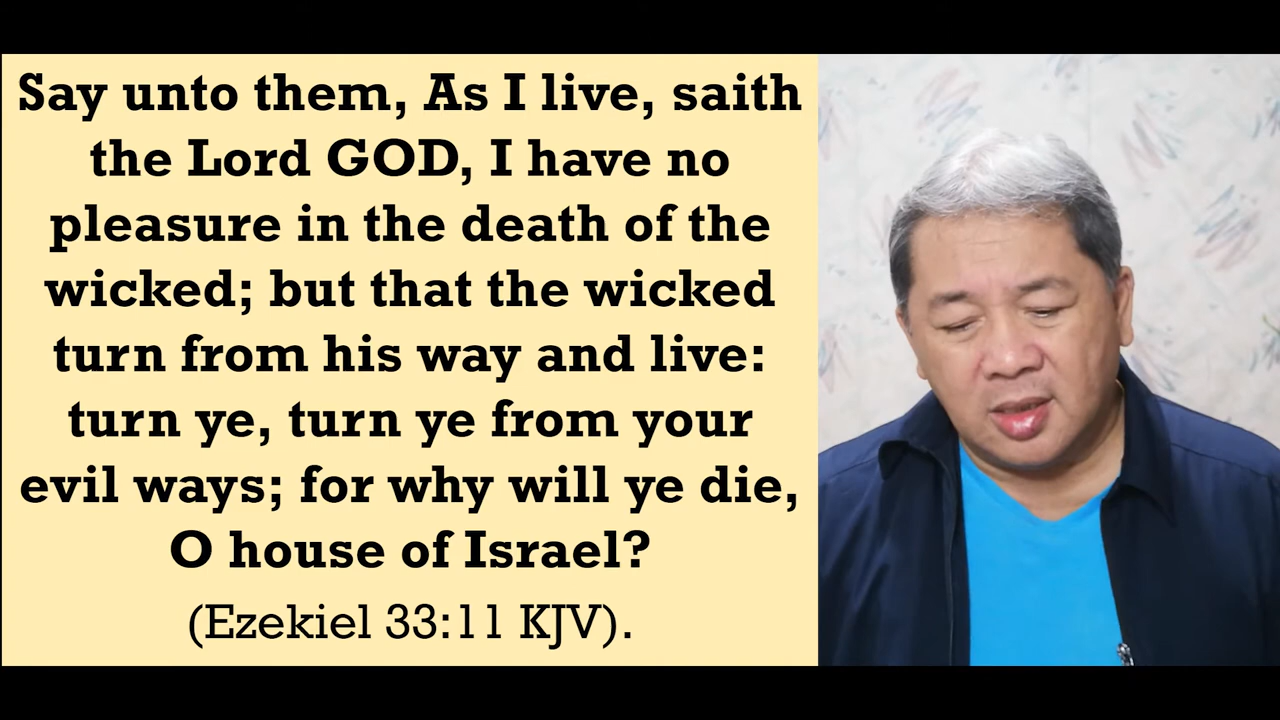 Say unto them, As I live, saith
the Lord GOD, I have no
pleasure in the death of the
wicked; but that the wicked
turn from his way and live:
turn ye, turn ye from your
evil ways; for why will ye die,
O house of Israel?
(Ezekiel 33:11 KJV).